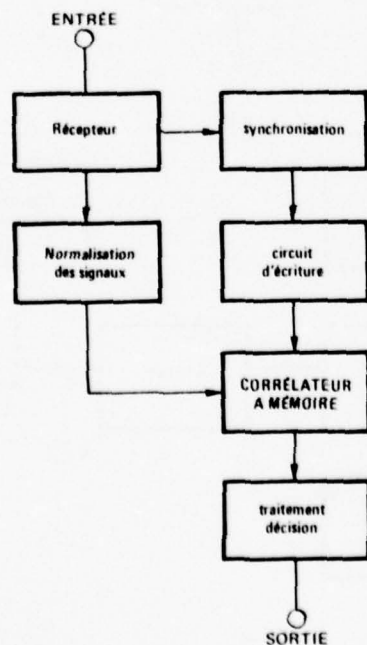 ENTRÉE
Récepteur
synchronisation
Normalisation
des signaux
circuit
d'écriture
CORRÉLATEUR
A MÉMOIRE
traitement
décision
SORTIE